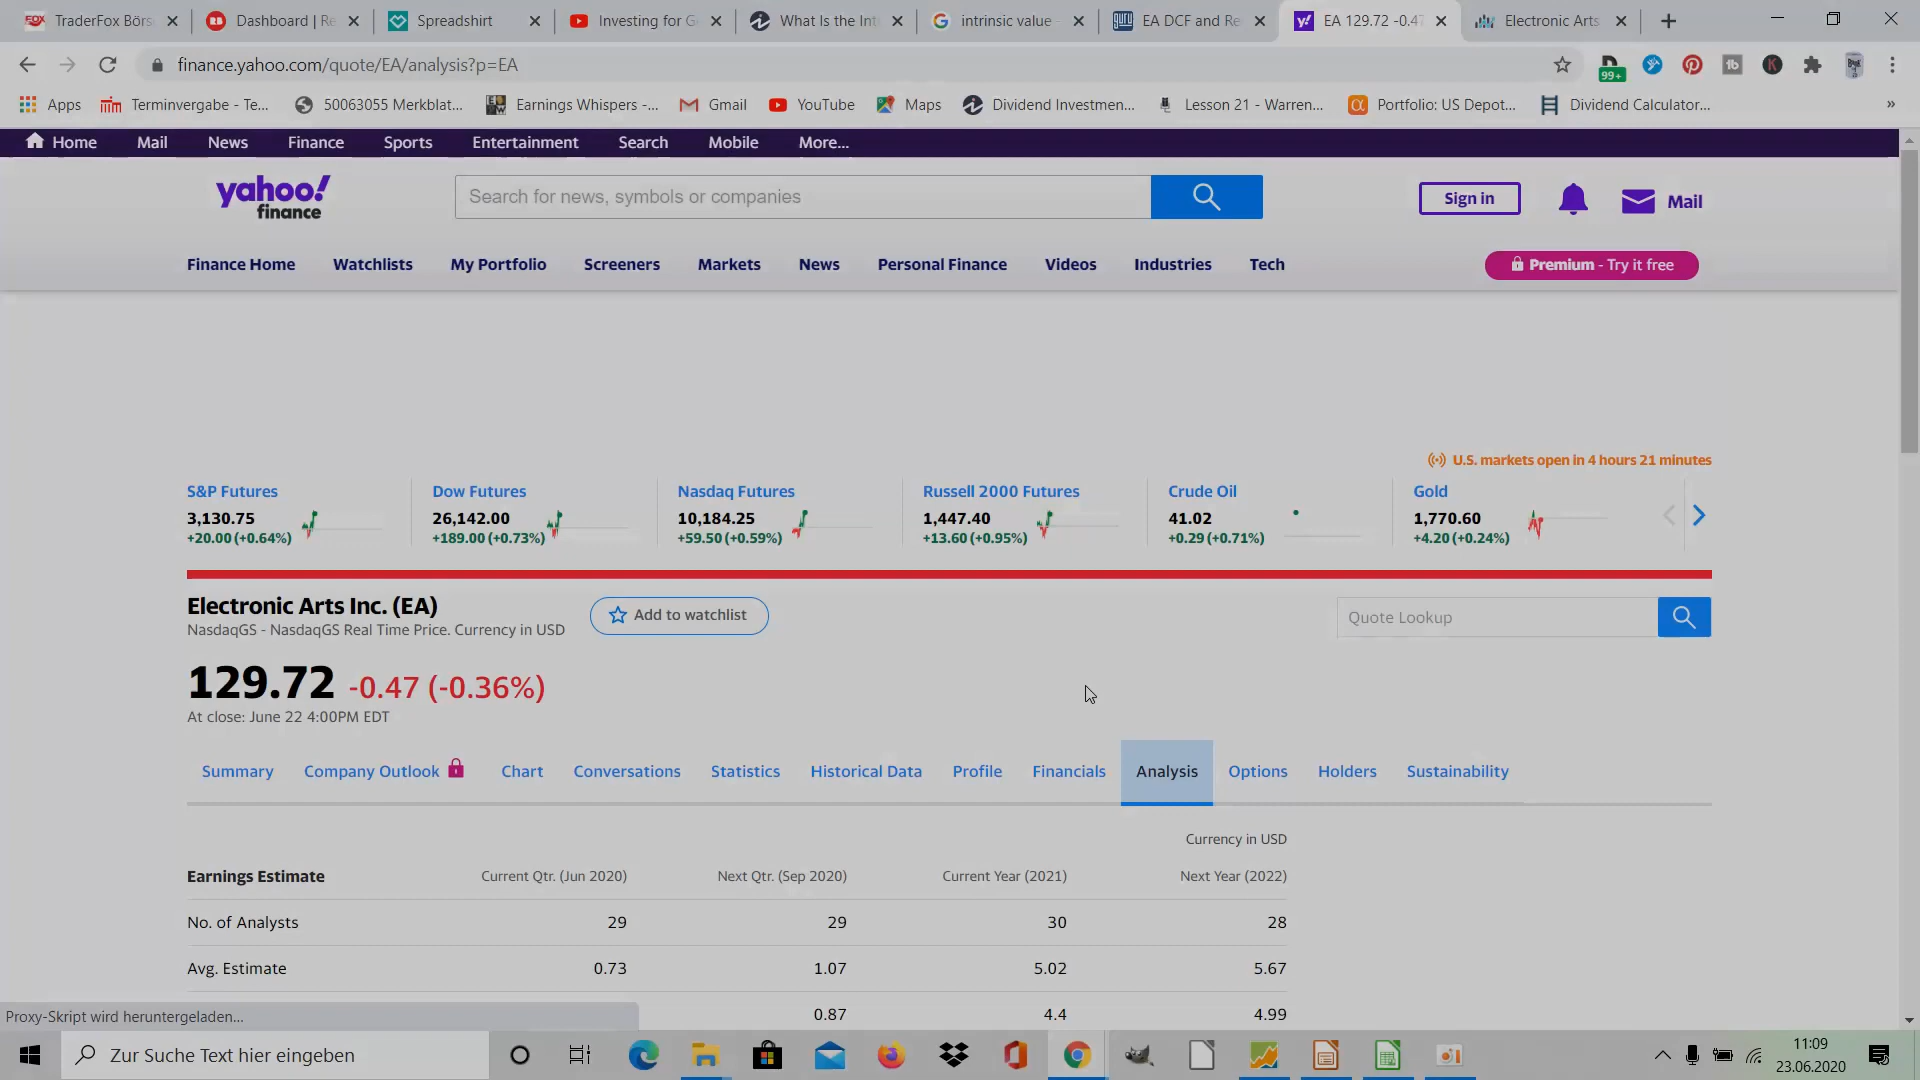 TraderFox Börs
Dashboard | Re
Spreadshirt
Investing for G
What Is the Int
intrinsic value
EA DCF and Re
EA 129.72 -0.47
Electronic Arts
finance.yahoo.com/quote/EA/analysis?p=EA
99+
Apps
Terminvergabe - Te...
50063055 Merkblat...
Earnings Whispers -...
Gmail
YouTube
Maps
Dividend Investmen...
Lesson 21 - Warren...
Portfolio: US Depot...
Dividend Calculator...
»
Home Mail News Finance Sports Entertainment Search Mobile More...
yahoo!
finance
Search for news, symbols or companies
Sign in
Mail
Finance Home Watchlists My Portfolio Screeners Markets News Personal Finance Videos Industries Tech
Premium - Try it free
U.S. markets open in 4 hours 21 minutes
S&P Futures Dow Futures Nasdaq Futures Russell 2000 Futures Crude Oil Gold
3,130.75 26,142.00 10,184.25 1,447.40 41.02 1,770.60
+20.00 (+0.64%) +189.00 (+0.73%) +59.50 (+0.59%) +13.60 (+0.95%) +0.29 (+0.71%) +4.20 (+0.24%)
Electronic Arts Inc. (EA)
Add to watchlist
Quote Lookup
NasdaqGS - NasdaqGS Real Time Price. Currency in USD
129.72 -0.47 (-0.36%)
At close: June 22 4:00PM EDT
Summary Company Outlook Chart Conversations Statistics Historical Data Profile Financials Analysis Options Holders Sustainability
Currency in USD
Earnings Estimate Current Qtr. (Jun 2020) Next Qtr. (Sep 2020) Current Year (2021) Next Year (2022)
No. of Analysts 29 29 30 28
Avg. Estimate 0.73 1.07 5.02 5.67
0.87 4.4 4.99
Proxy-Skript wird heruntergeladen...
Zur Suche Text hier eingeben
11:09
23.06.2020